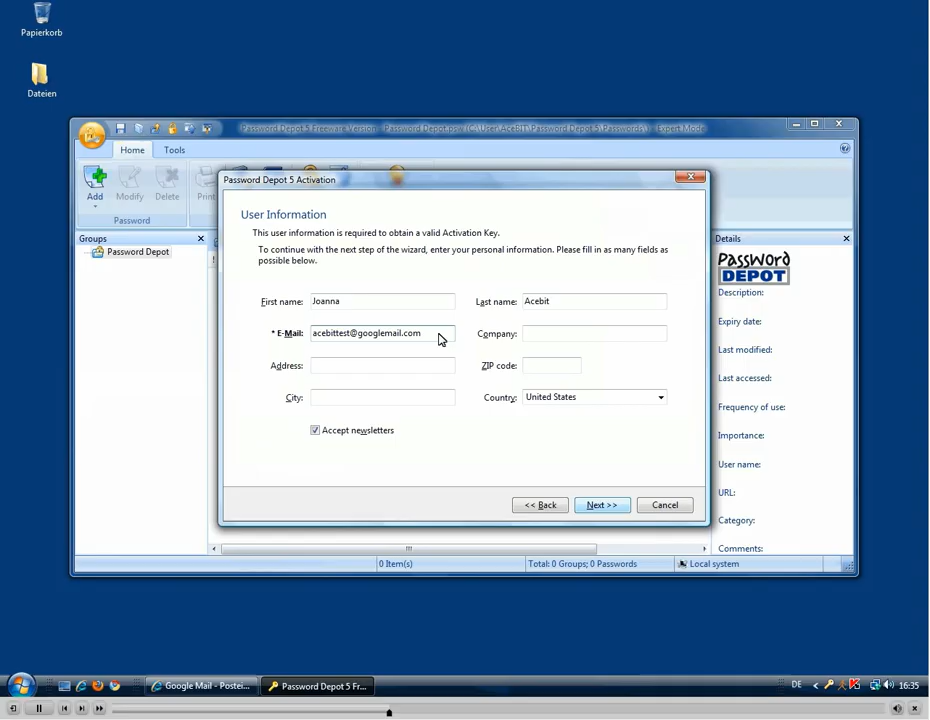 Papierkorb
Dateien
Password Depot 5 Freeware Version - Password Depot.psw (C:\User\AceBIT\Password Depot 5\Passwords) - Expert Mode
Home Tools
Add Modify Delete Print
Password
Groups
Password Depot
Password Depot 5 Activation
User Information
This user information is required to obtain a valid Activation Key.
To continue with the next step of the wizard, enter your personal information. Please fill in as many fields as
possible below.
First name: Joanna Last name: Acebit
* E-Mail: acebittest@googlemail.com Company:
Address: ZIP code:
City: Country: United States
Accept newsletters
<< Back Next >> Cancel
Details
PassWord
DEPOT
Description:
Expiry date:
Last modified:
Last accessed:
Frequency of use:
Importance:
User name:
URL:
Category:
Comments:
0 Item(s) Total: 0 Groups; 0 Passwords Local system
Google Mail - Postei... Password Depot 5 Fr... DE 16:35